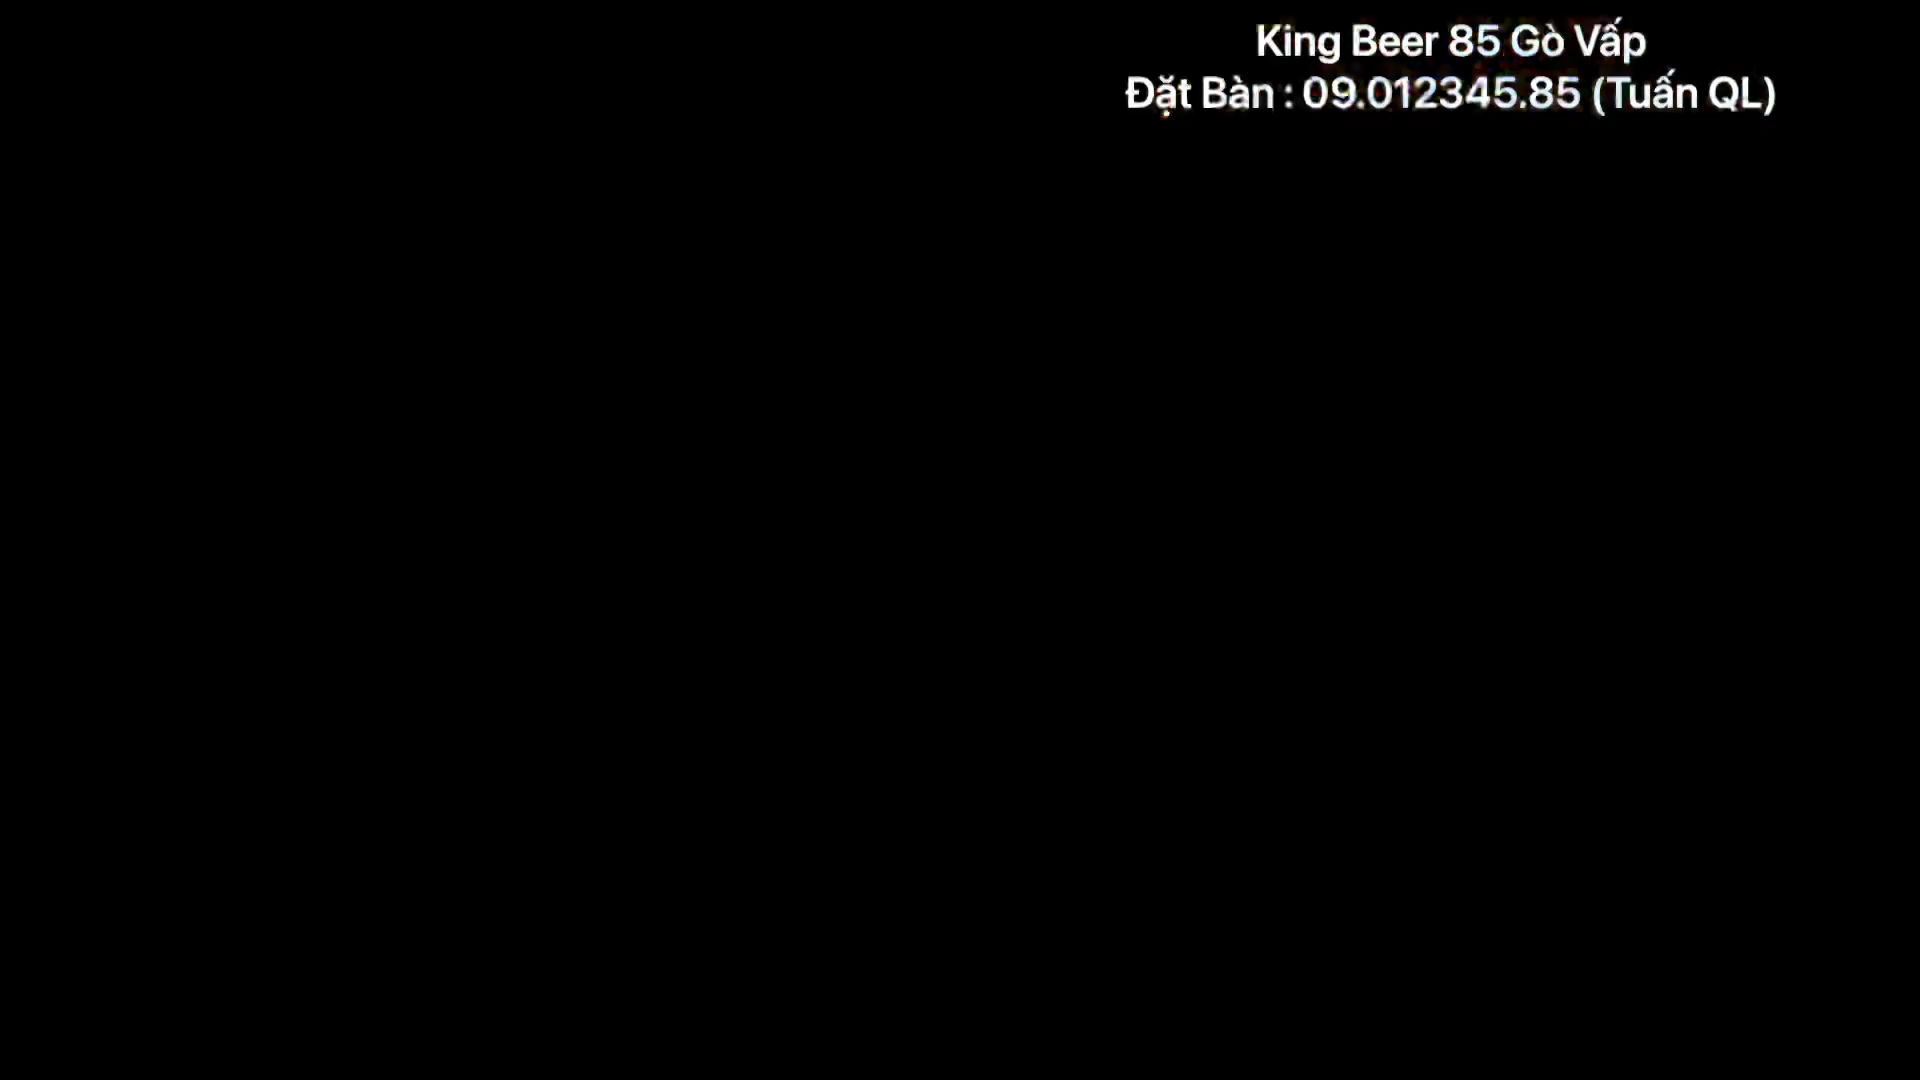 King Beer 85 Gò Vấp
Đặt Bàn : 09.012345.85 (Tuấn QL)